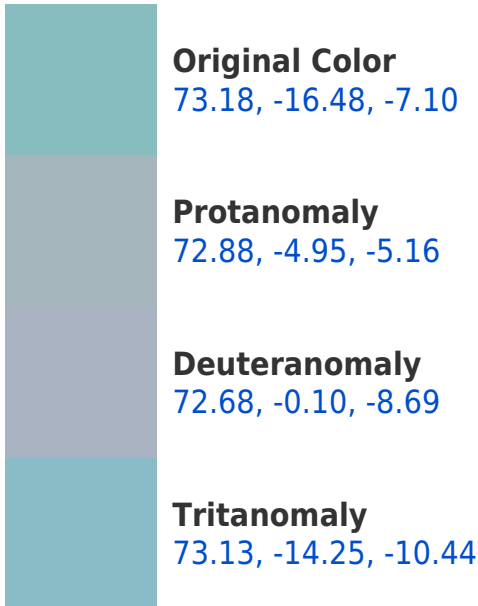 Original Color
73.18, -16.48, -7.10
Protanomaly
72.88, -4.95, -5.16
Deuteranomaly
72.68, -0.10, -8.69
Tritanomaly
73.13, -14.25, -10.44